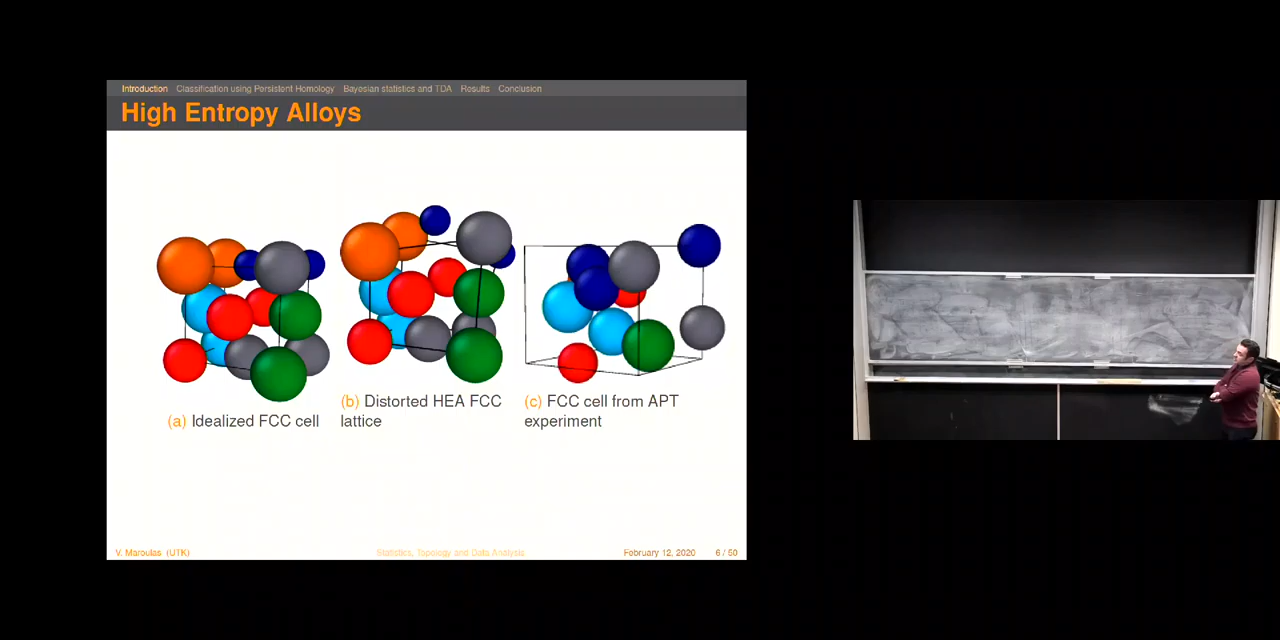 Introduction Classification using Persistent Homology Bayesian statistics and TDA Results Conclusion
High Entropy Alloys
(a) Idealized FCC cell
(b) Distorted HEA FCC
lattice
(c) FCC cell from APT
experiment
V. Maroulas (UTK) Statistics, Topology and Data Analysis February 12, 2020 6 / 50